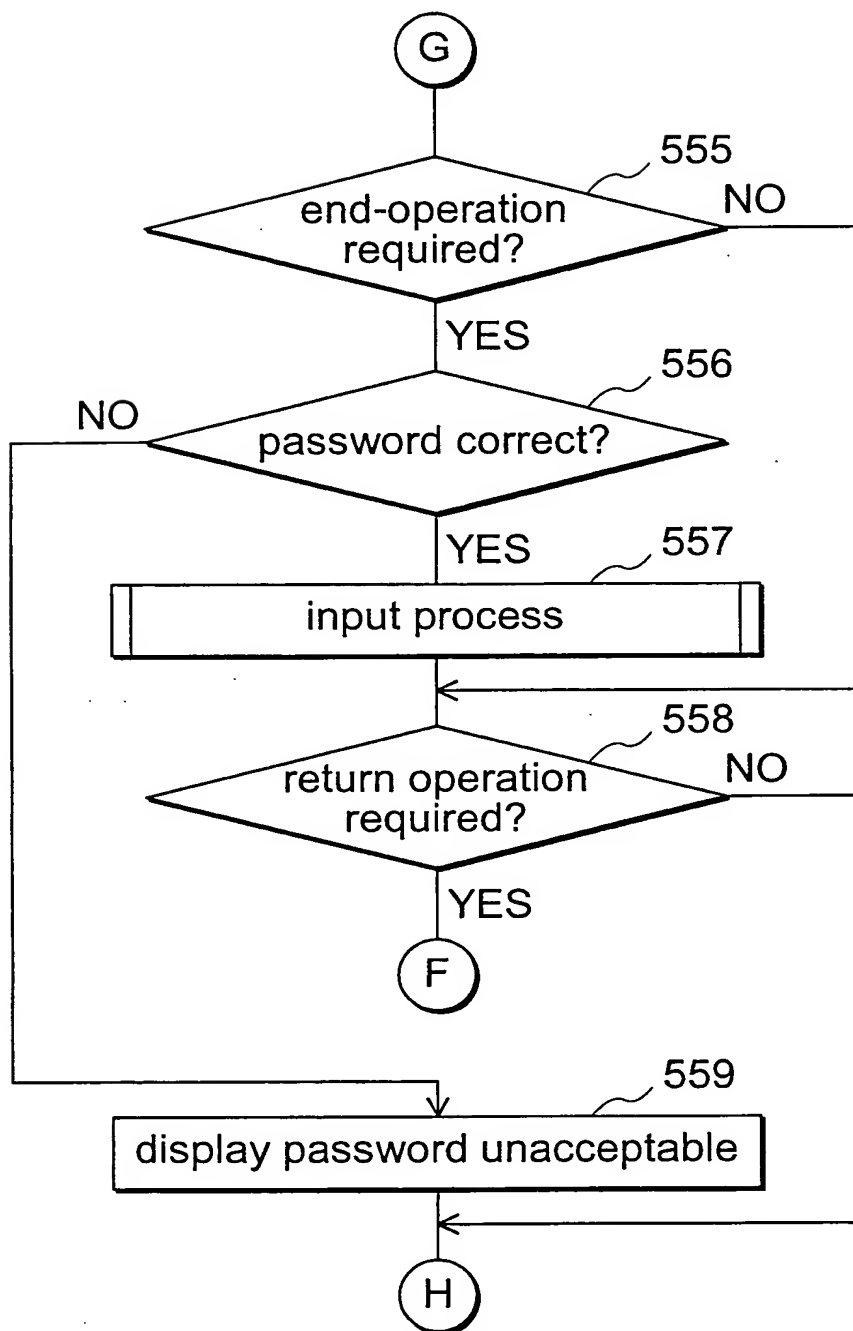 G
555
end-operation
required?
NO
YES
556
NO
password correct?
YES
557
input process
558
return operation
required?
NO
YES
F
559
display password unacceptable
H